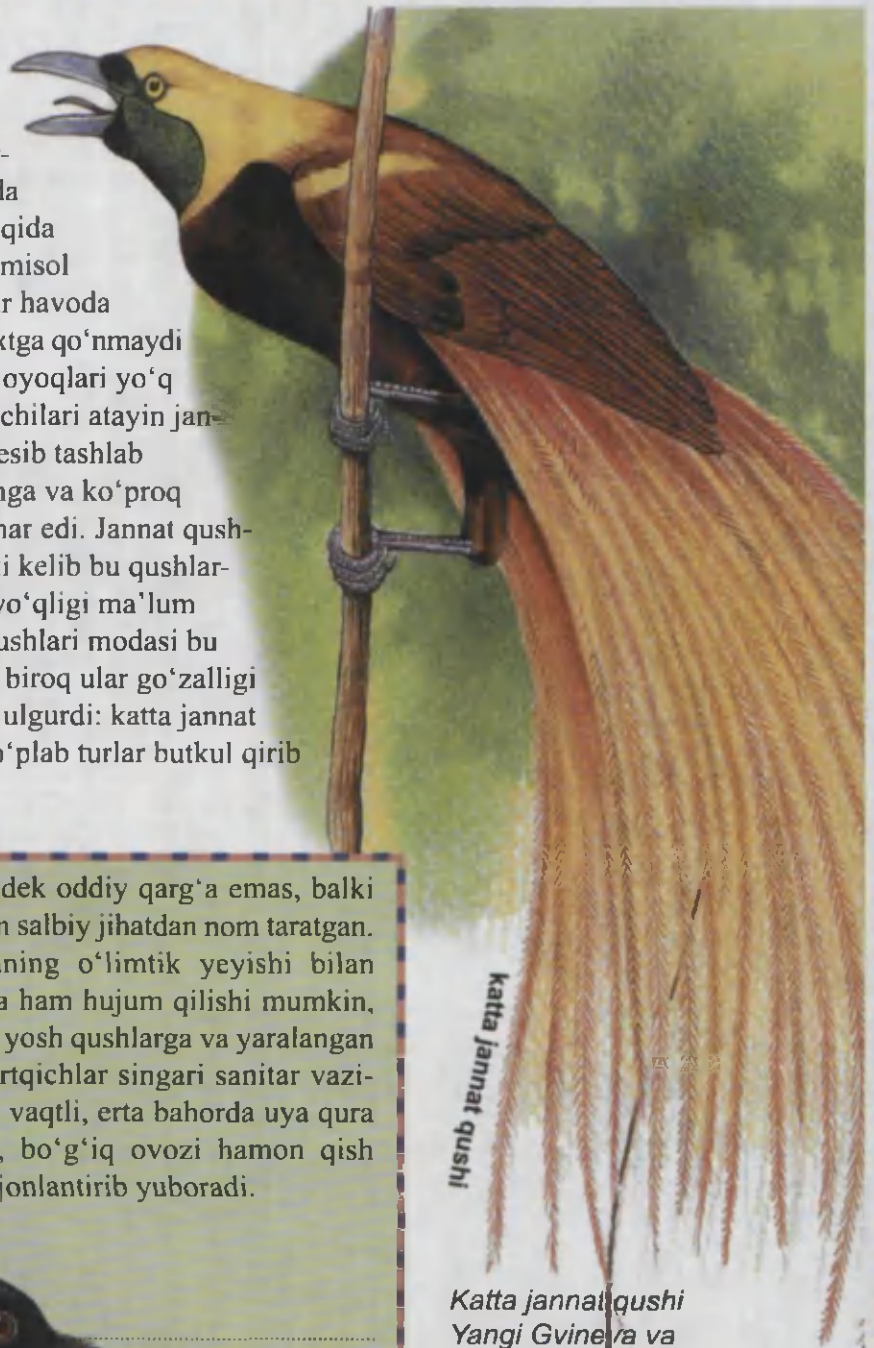 da
qida
misol
r havoda
xtga qo‘nmaydi
oyoqlari yo‘q
chilari atayin jan-
esib tashlab
nga va ko‘proq
nar edi. Jannat qush-
i kelib bu qushlar-
yo‘qligi ma’lum
ushlari modasi bu
biroq ular go‘zalligi
ulgurdi: katta jannat
o‘plab turlar butkul qirib
dek oddiy qarg‘a emas, balki
n salbiy jihatdan nom taratgan.
ning o‘limtik yeyishi bilan
a ham hujum qilishi mumkin,
yosh qushlarga va yaralangan
rtqichlar singari sanitar vazi-
vaqtli, erta bahorda uya qura
, bo‘g‘iq ovozi hamon qish
jonlantirib yuboradi.
katta jannat qushi
Katta jannat qushi
Yangi Gvineya va